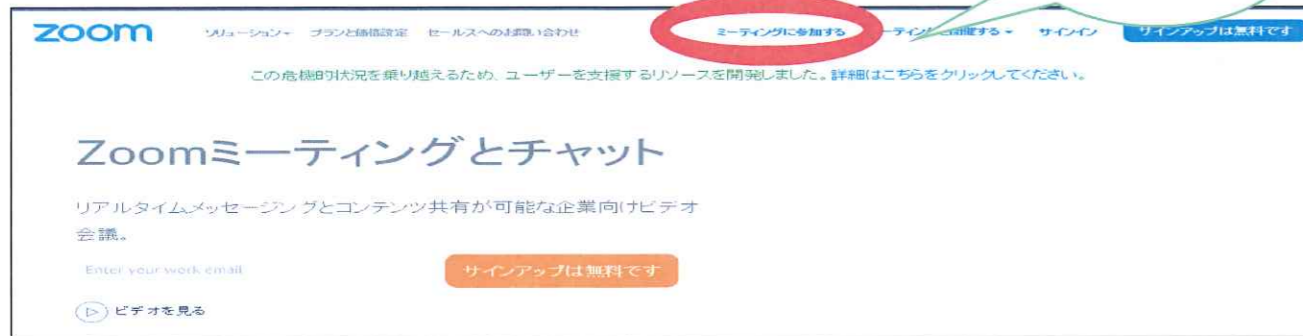 zoom ソリューション▾ プランと価格設定 セールスへのお問い合わせ ミーティングに参加する サインイン サインアップは無料です
この危機的状況を乗り越えるため、ユーザーを支援するリソースを開発しました。詳細はこちらをクリックしてください。
Zoomミーティングとチャット
リアルタイムメッセージングとコンテンツ共有が可能な企業向けビデオ
会議。
Enter your work email サインアップは無料です
ビデオを見る